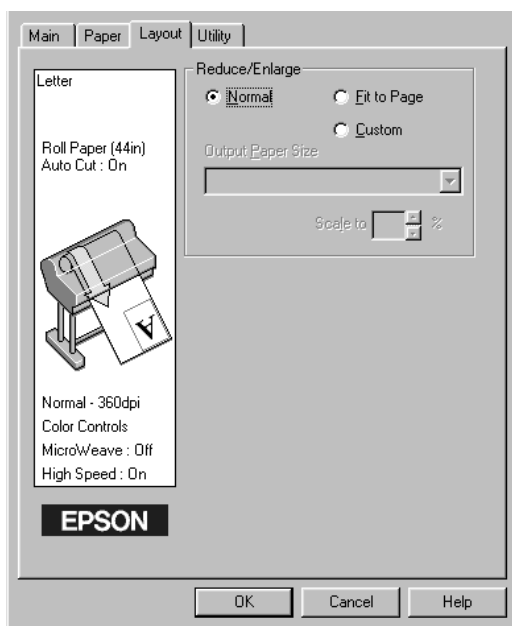 Main Paper Layout Utility
Letter
Roll Paper (44in)
Auto Cut : On
A
Normal - 360dpi
Color Controls
MicroWeave : Off
High Speed : On
EPSON
Reduce/Enlarge
Normal Fit to Page
Custom
Output Paper Size
Scale to %
OK Cancel Help